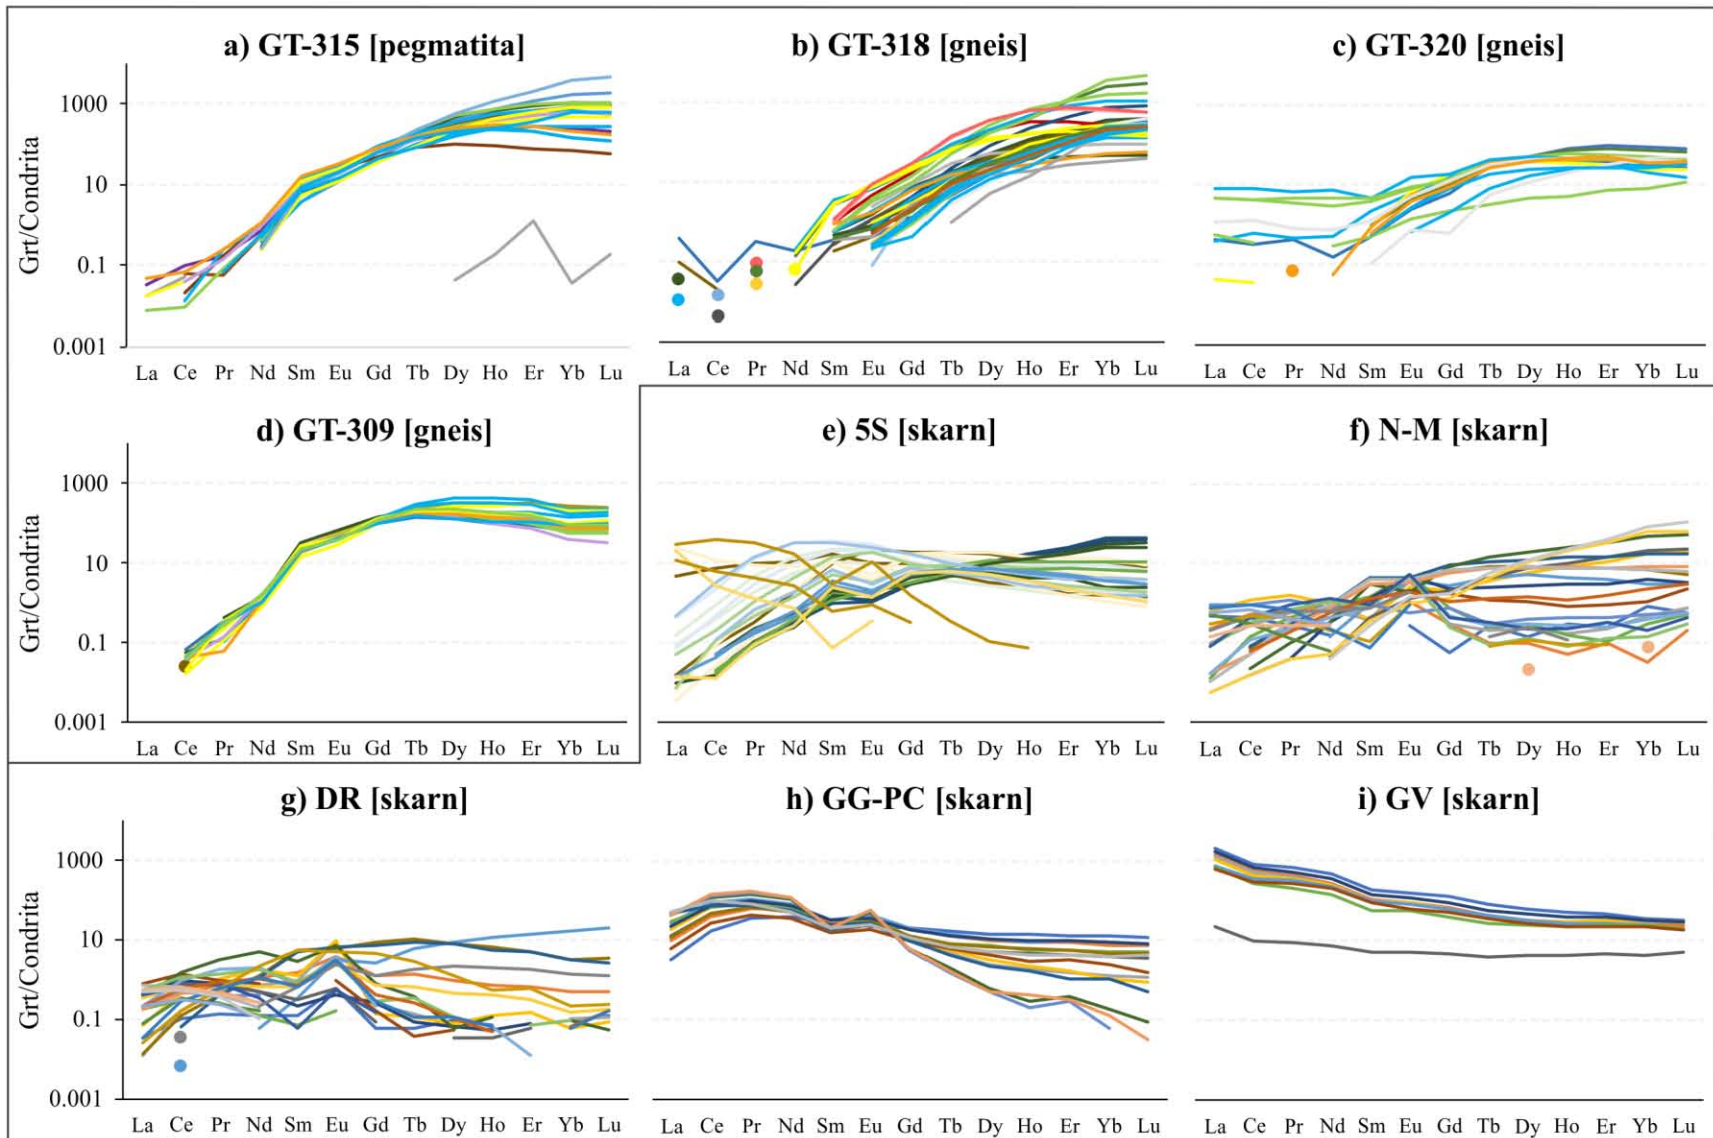 a) GT-315 [pegmatita]
b) GT-318 [gneis]
c) GT-320 [gneis]
Grt/Condrita
1000
10
0.1
0.001
La Ce Pr Nd Sm Eu Gd Tb Dy Ho Er Yb Lu
La Ce Pr Nd Sm Eu Gd Tb Dy Ho Er Yb Lu
La Ce Pr Nd Sm Eu Gd Tb Dy Ho Er Yb Lu
d) GT-309 [gneis]
e) 5S [skarn]
f) N-M [skarn]
Grt/Condrita
1000
10
0.1
0.001
La Ce Pr Nd Sm Eu Gd Tb Dy Ho Er Yb Lu
La Ce Pr Nd Sm Eu Gd Tb Dy Ho Er Yb Lu
La Ce Pr Nd Sm Eu Gd Tb Dy Ho Er Yb Lu
g) DR [skarn]
h) GG-PC [skarn]
i) GV [skarn]
Grt/Condrita
1000
10
0.1
0.001
La Ce Pr Nd Sm Eu Gd Tb Dy Ho Er Yb Lu
La Ce Pr Nd Sm Eu Gd Tb Dy Ho Er Yb Lu
La Ce Pr Nd Sm Eu Gd Tb Dy Ho Er Yb Lu